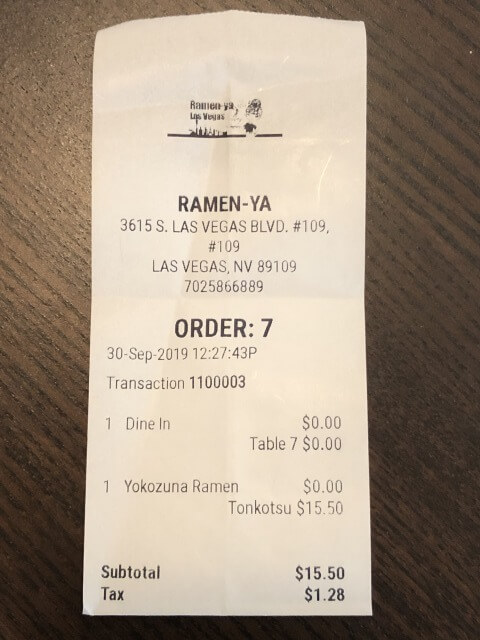 Ramen-ya
Las Vegas
RAMEN-YA
3615 S. LAS VEGAS BLVD. #109,
#109
LAS VEGAS, NV 89109
7025866889
ORDER: 7
30-Sep-2019 12:27:43P
Transaction 1100003
1 Dine In $0.00
Table 7 $0.00
1 Yokozuna Ramen $0.00
Tonkotsu $15.50
Subtotal $15.50
Tax $1.28